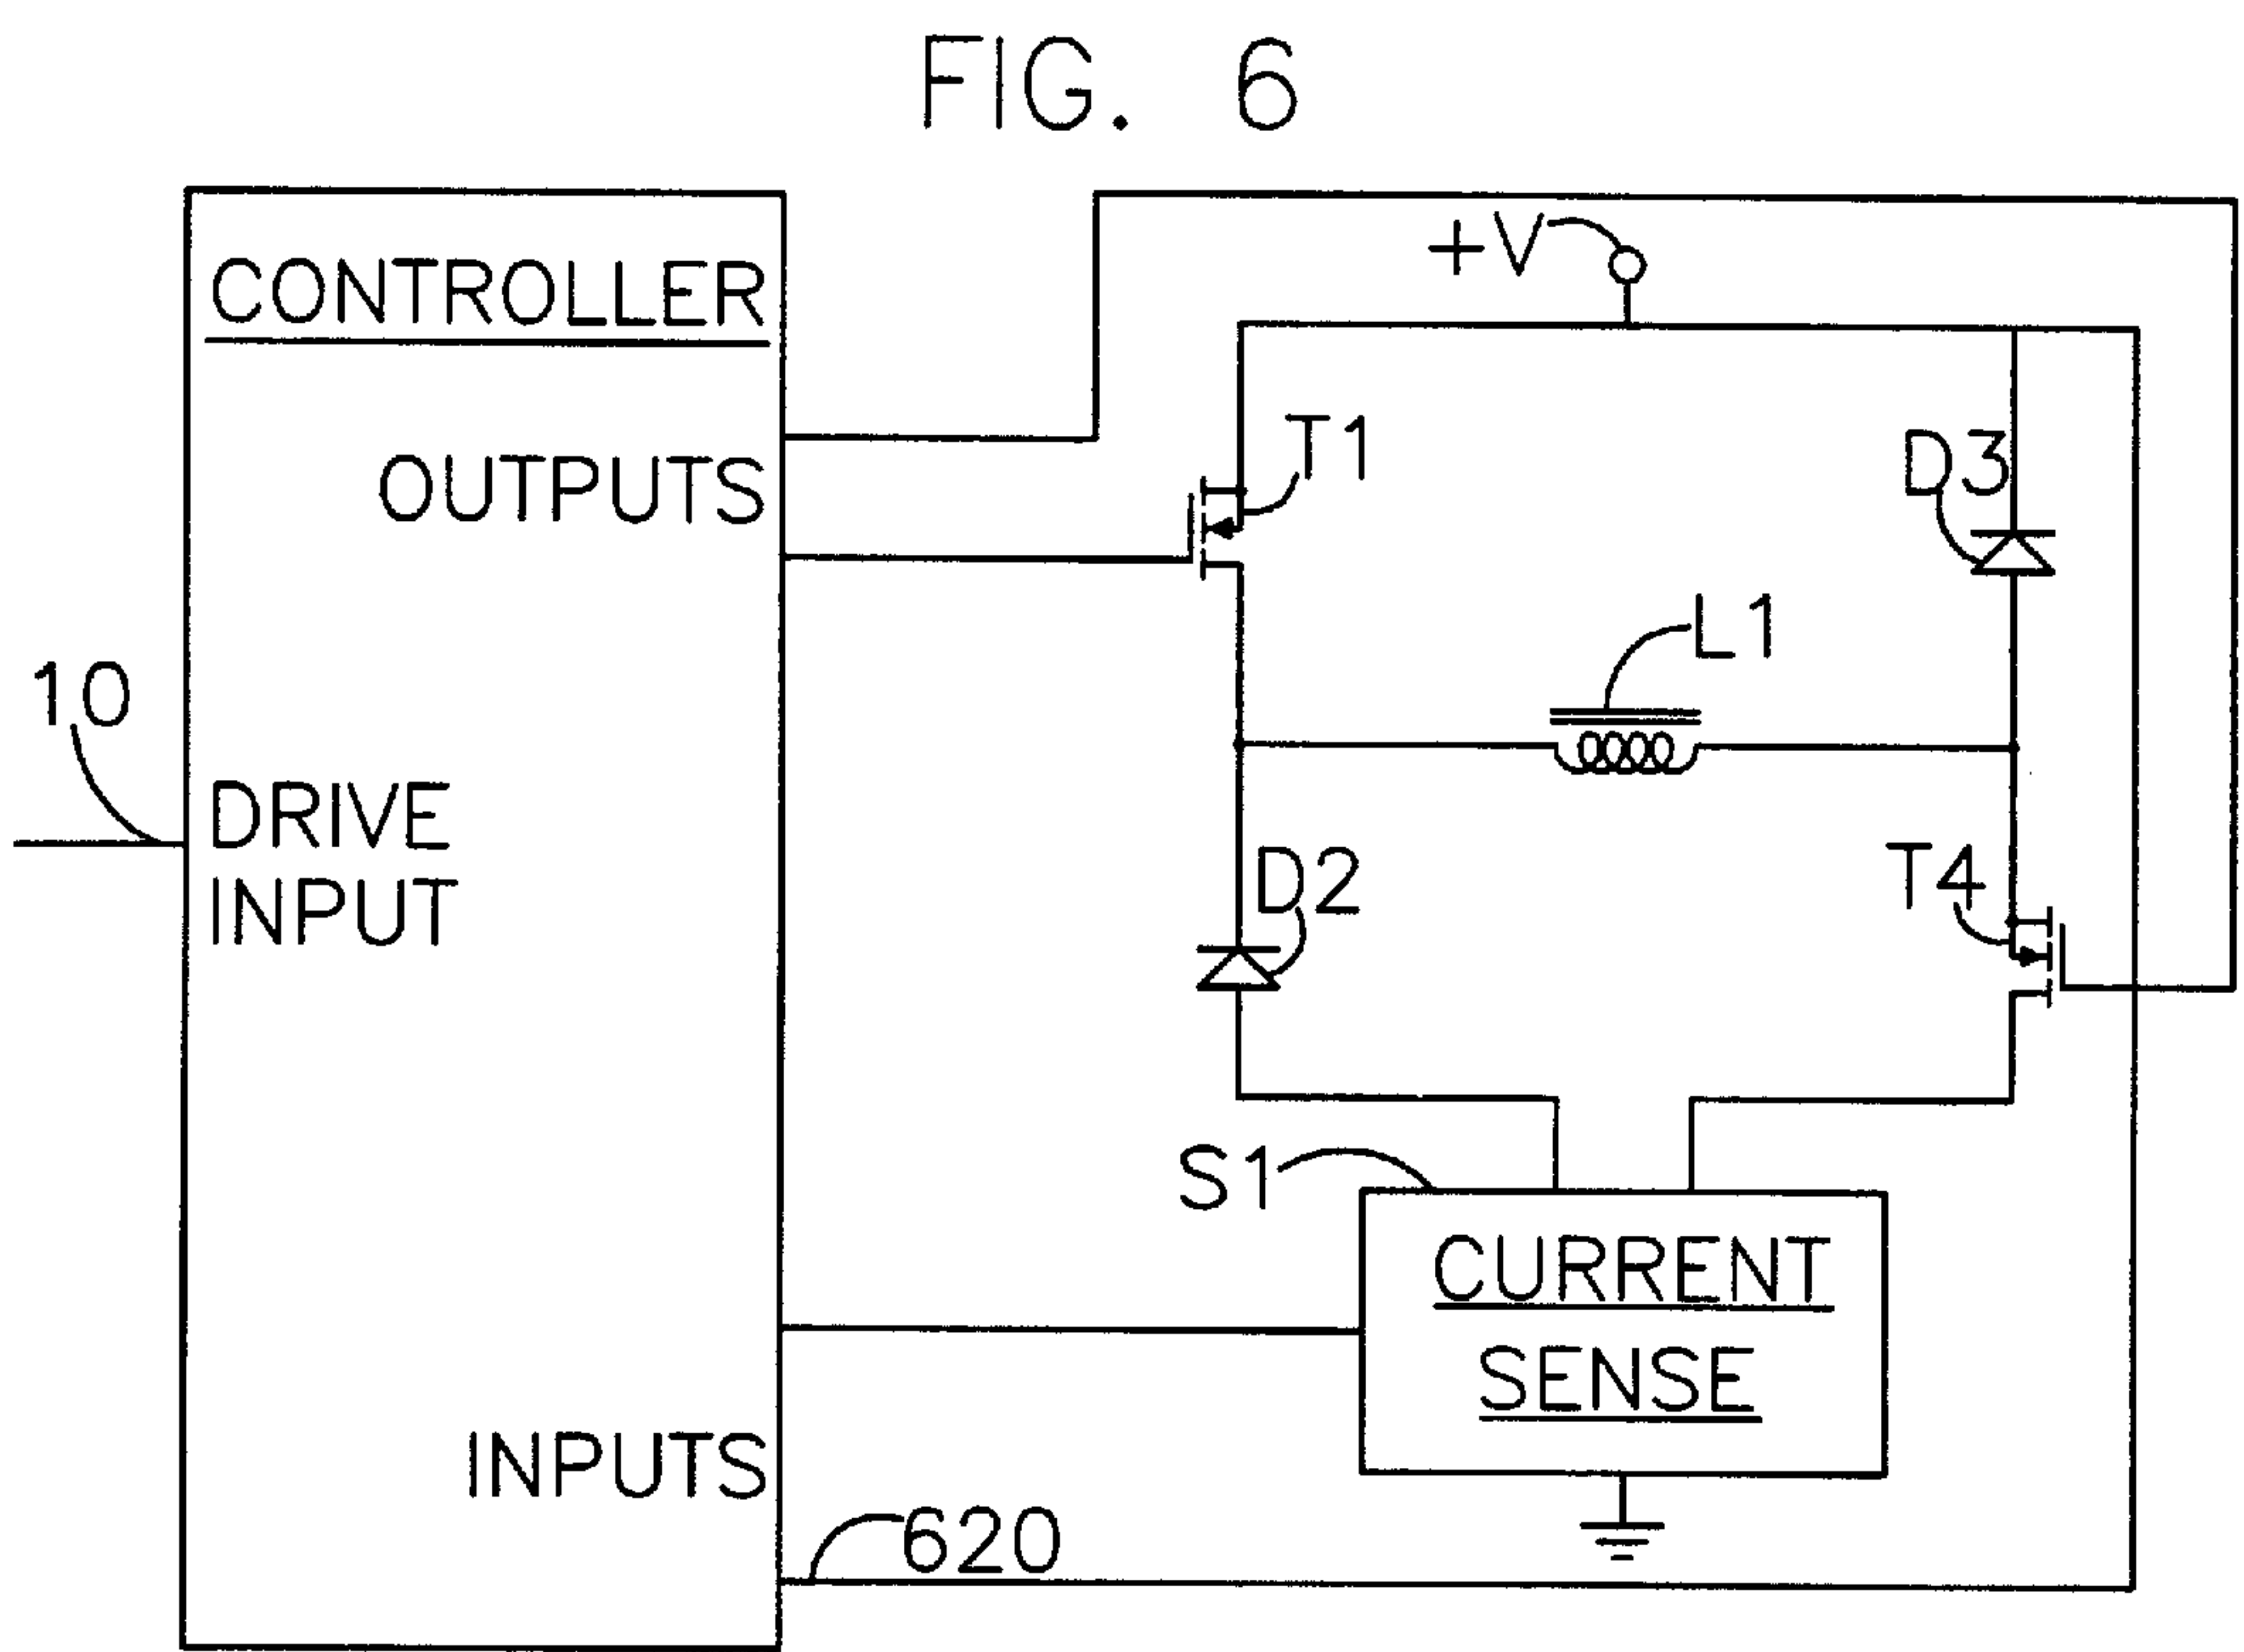 FIG. 6
CONTROLLER
OUTPUTS
DRIVE
INPUT
INPUTS
10
+V
T1
D3
L1
D2
T4
S1
CURRENT
SENSE
620